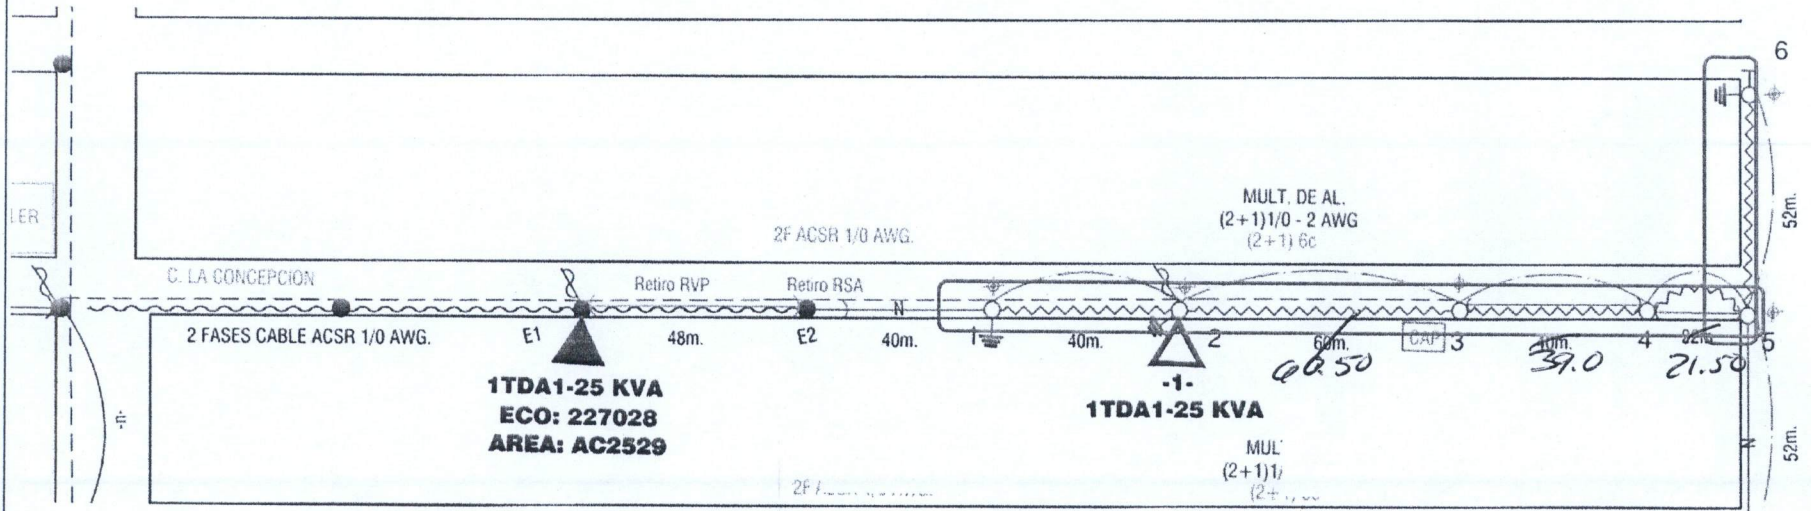 6
LER
MULT. DE AL.
(2+1)1/0 - 2 AWG
(2+1) 6c
2F ACSR 1/0 AWG.
52m.
C. LA CONCEPCION
Retiro RVP
Retiro RSA
N
2 FASES CABLE ACSR 1/0 AWG.
E1
48m.
E2
40m.
1
40m.
2
60m.
CAP
3
4
5
66.50
39.0
21.50
1TDA1-25 KVA
ECO: 227028
AREA: AC2529
-1-
1TDA1-25 KVA
MUL
(2+1)1/
N
52m.